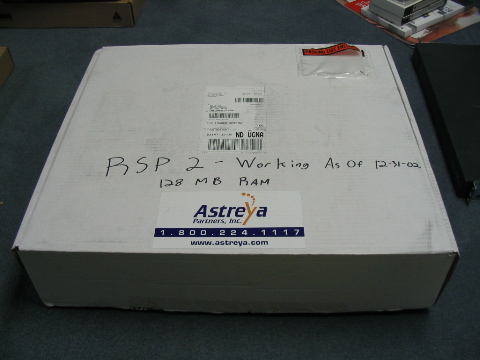 ND UGNA
RSP 2 - Working As Of 12-31-02
128 MB RAM
Astreya
Partners, Inc.
1.800.224.1117
www.astreya.com